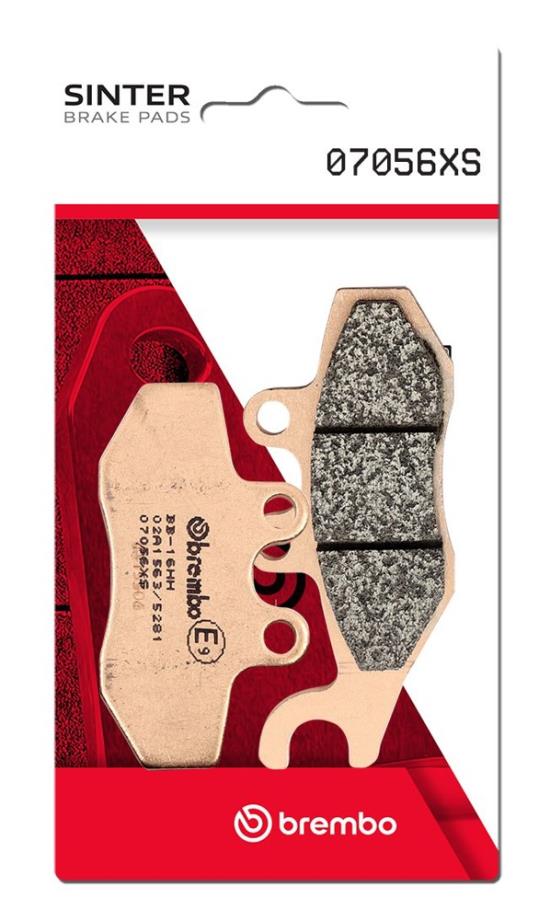 SINTER
BRAKE PADS
07056XS
brembo
E9
BB-16HH
02A1563/5281
07056XS
brembo